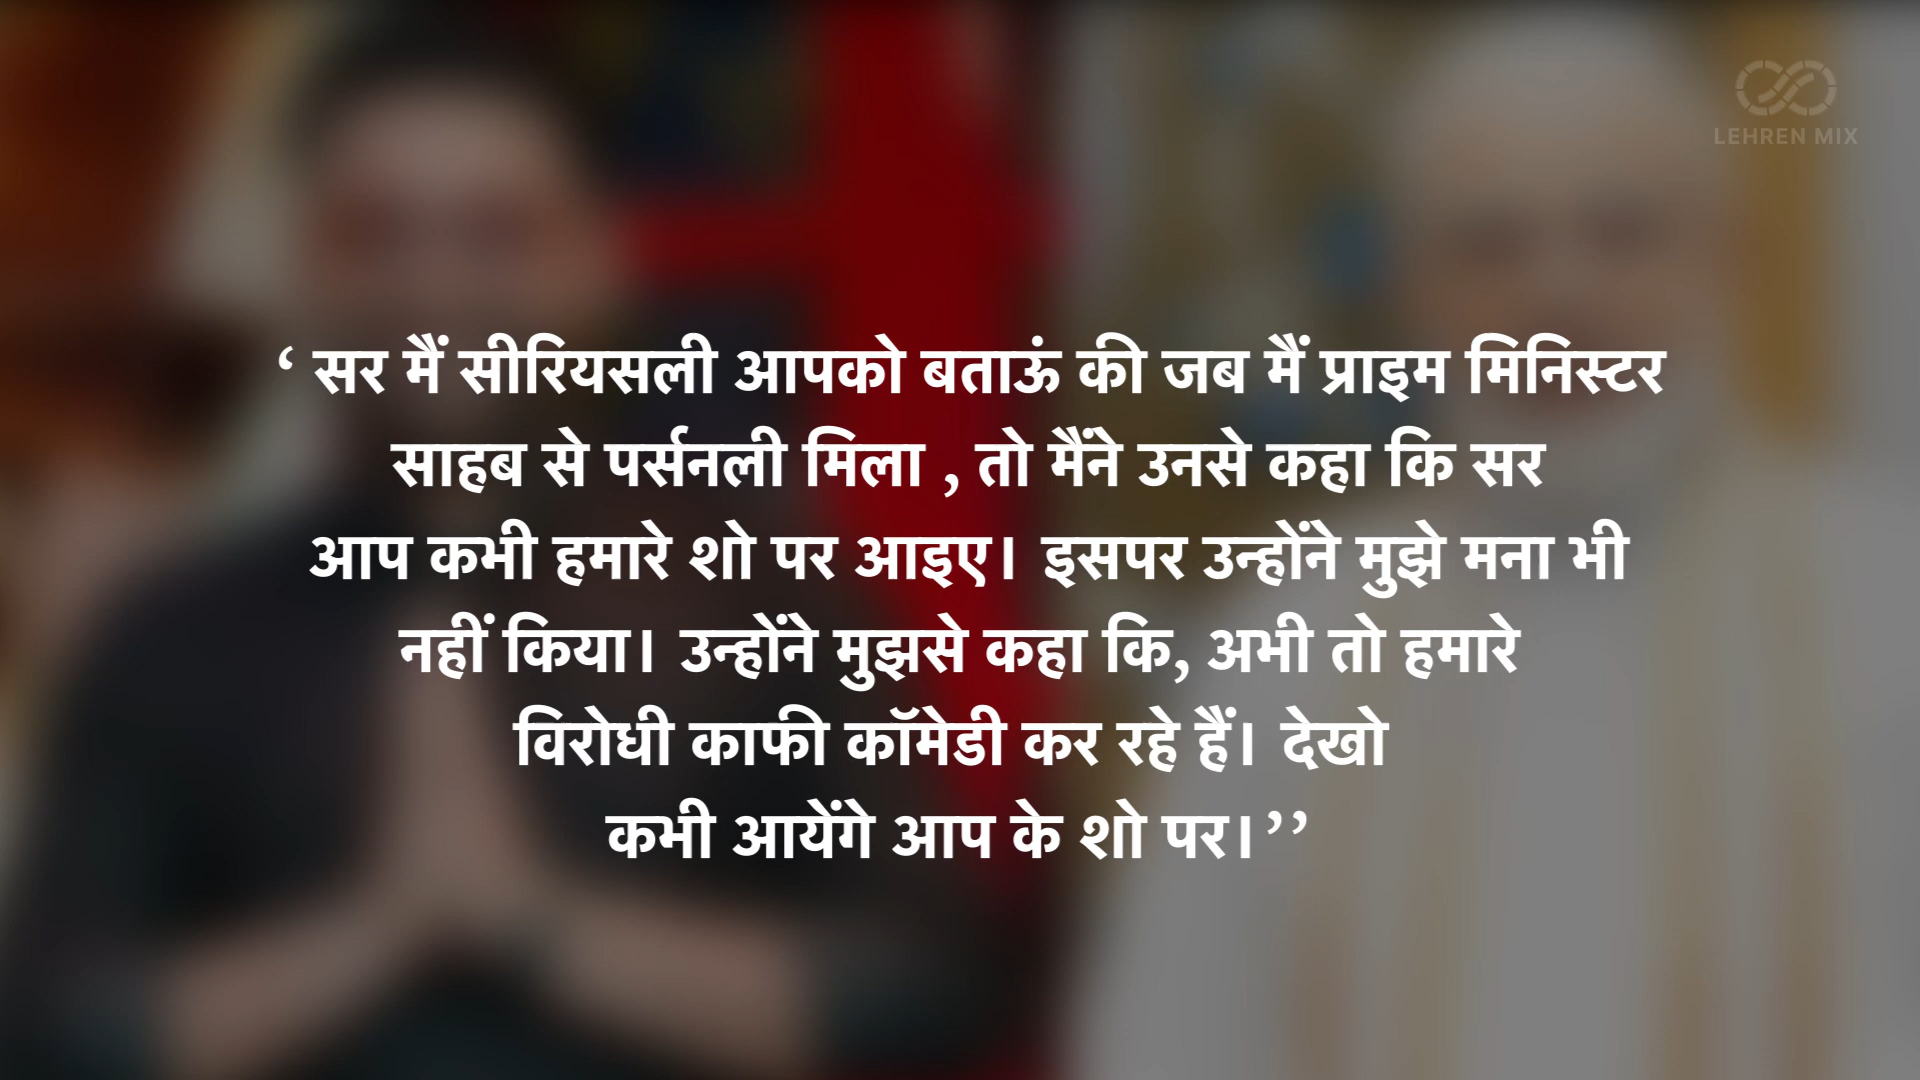 LEHREN MIX
‘ सर मैं सीरियसली आपको बताऊं की जब मैं प्राइम मिनिस्टर
साहब से पर्सनली मिला , तो मैंने उनसे कहा कि सर
आप कभी हमारे शो पर आइए। इसपर उन्होंने मुझे मना भी
नहीं किया। उन्होंने मुझसे कहा कि, अभी तो हमारे
विरोधी काफी कॉमेडी कर रहे हैं। देखो
कभी आयेंगे आप के शो पर।’’